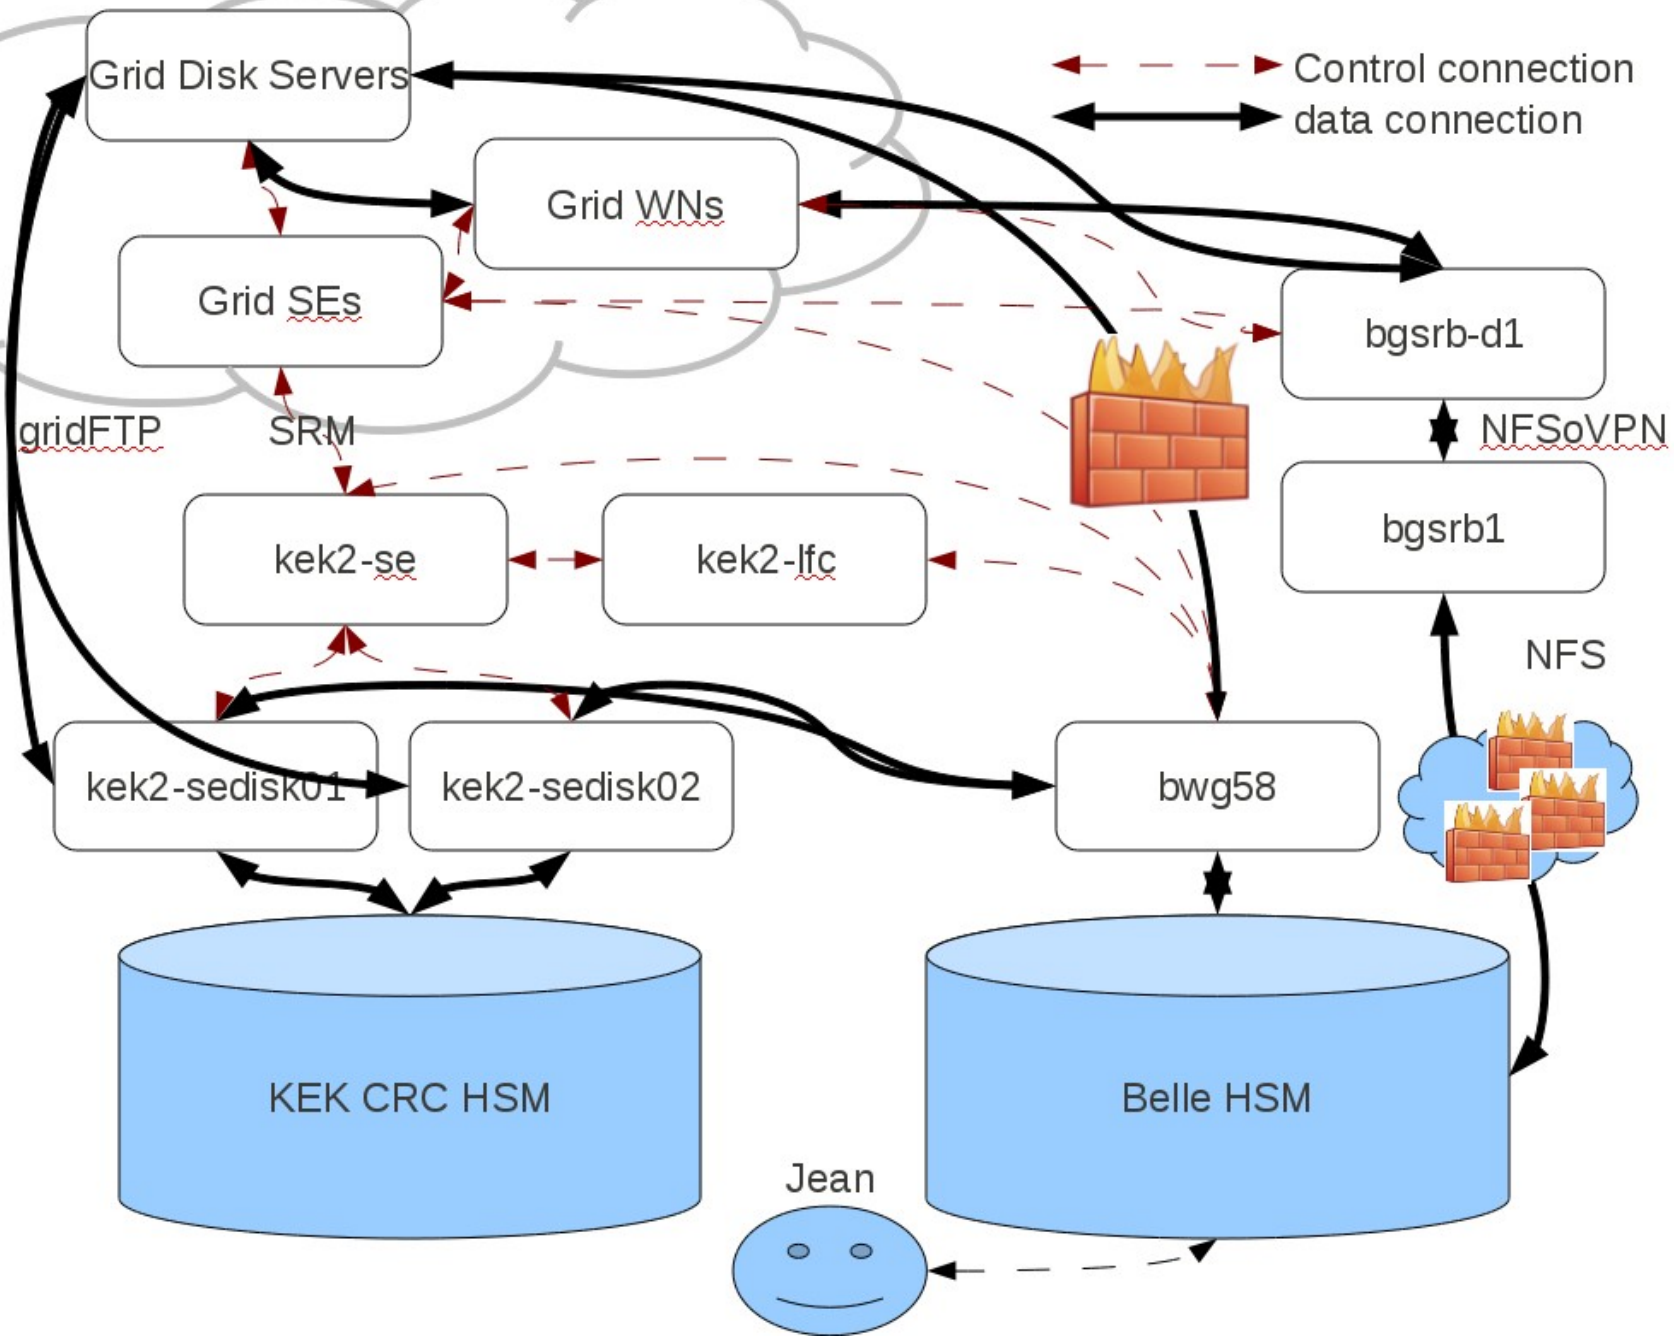 Grid Disk Servers
Control connection
data connection
Grid WNs
Grid SEs
bgsrb-d1
gridFTP
SRM
NFSoVPN
bgsrb1
kek2-se
kek2-lfc
NFS
kek2-sedisk01
kek2-sedisk02
bwg58
KEK CRC HSM
Belle HSM
Jean